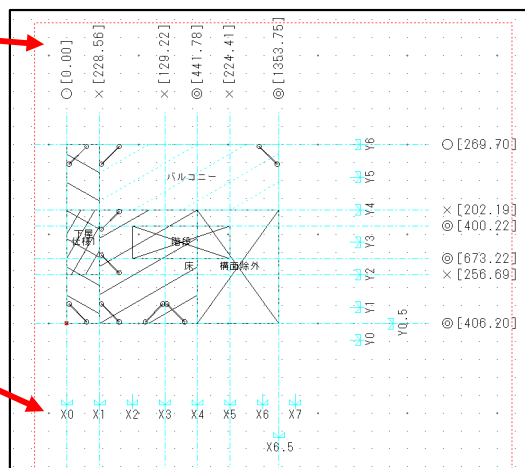 ○[0.00]
×[228.56]
×[129.22]
◎[441.78]
×[224.41]
◎[1353.75]
Y6 ○[269.70]
バルコニー
Y5
Y4 ×[202.19]
◎[400.22]
下屋
仕様1
階段
Y3
床
構面除外
◎[673.22]
Y2 ×[256.69]
Y1
Y0.5 ◎[406.20]
Y0
X0 X1 X2 X3 X4 X5 X6 X7
X6.5